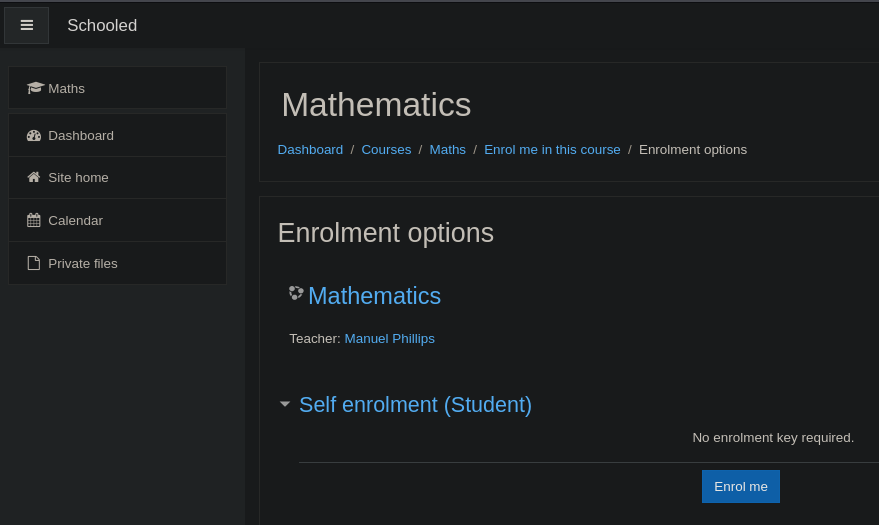 Schooled
Maths
Dashboard
Site home
Calendar
Private files
Mathematics
Dashboard / Courses / Maths / Enrol me in this course / Enrolment options
Enrolment options
Mathematics
Teacher: Manuel Phillips
Self enrolment (Student)
No enrolment key required.
Enrol me